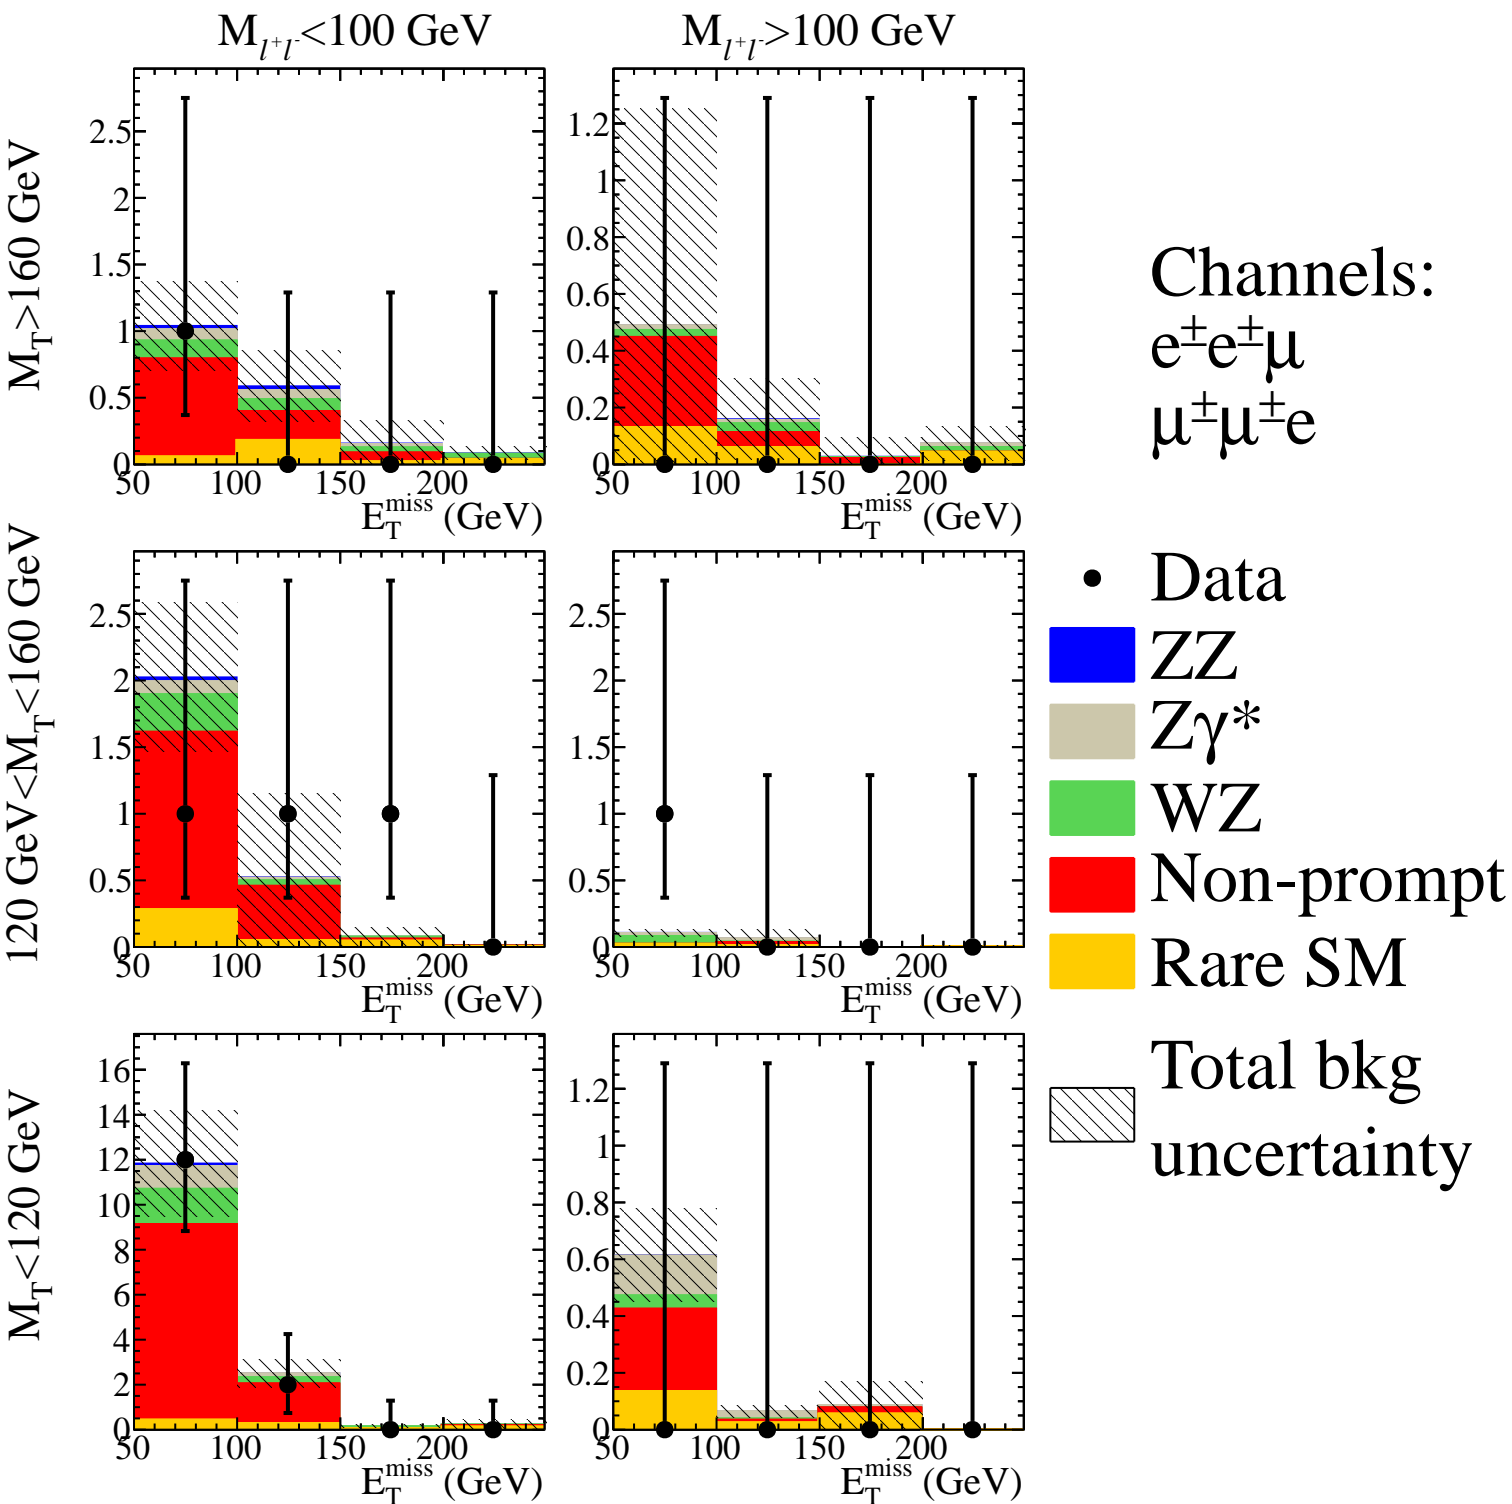 M_{l⁺l⁻}<100 GeV
M_{l⁺l⁻}>100 GeV
M_T>160 GeV
2.5
2
1.5
1
0.5
0
50 100 150 200
E_T^miss (GeV)
1.2
1
0.8
0.6
0.4
0.2
0
50 100 150 200
E_T^miss (GeV)
Channels:
e±e±μ
μ±μ±e
120 GeV<M_T<160 GeV
2.5
2
1.5
1
0.5
0
50 100 150 200
E_T^miss (GeV)
2.5
2
1.5
1
0.5
0
50 100 150 200
E_T^miss (GeV)
Data
ZZ
Zγ*
WZ
Non-prompt
Rare SM
Total bkg
uncertainty
M_T<120 GeV
16
14
12
10
8
6
4
2
0
50 100 150 200
E_T^miss (GeV)
1.2
1
0.8
0.6
0.4
0.2
0
50 100 150 200
E_T^miss (GeV)